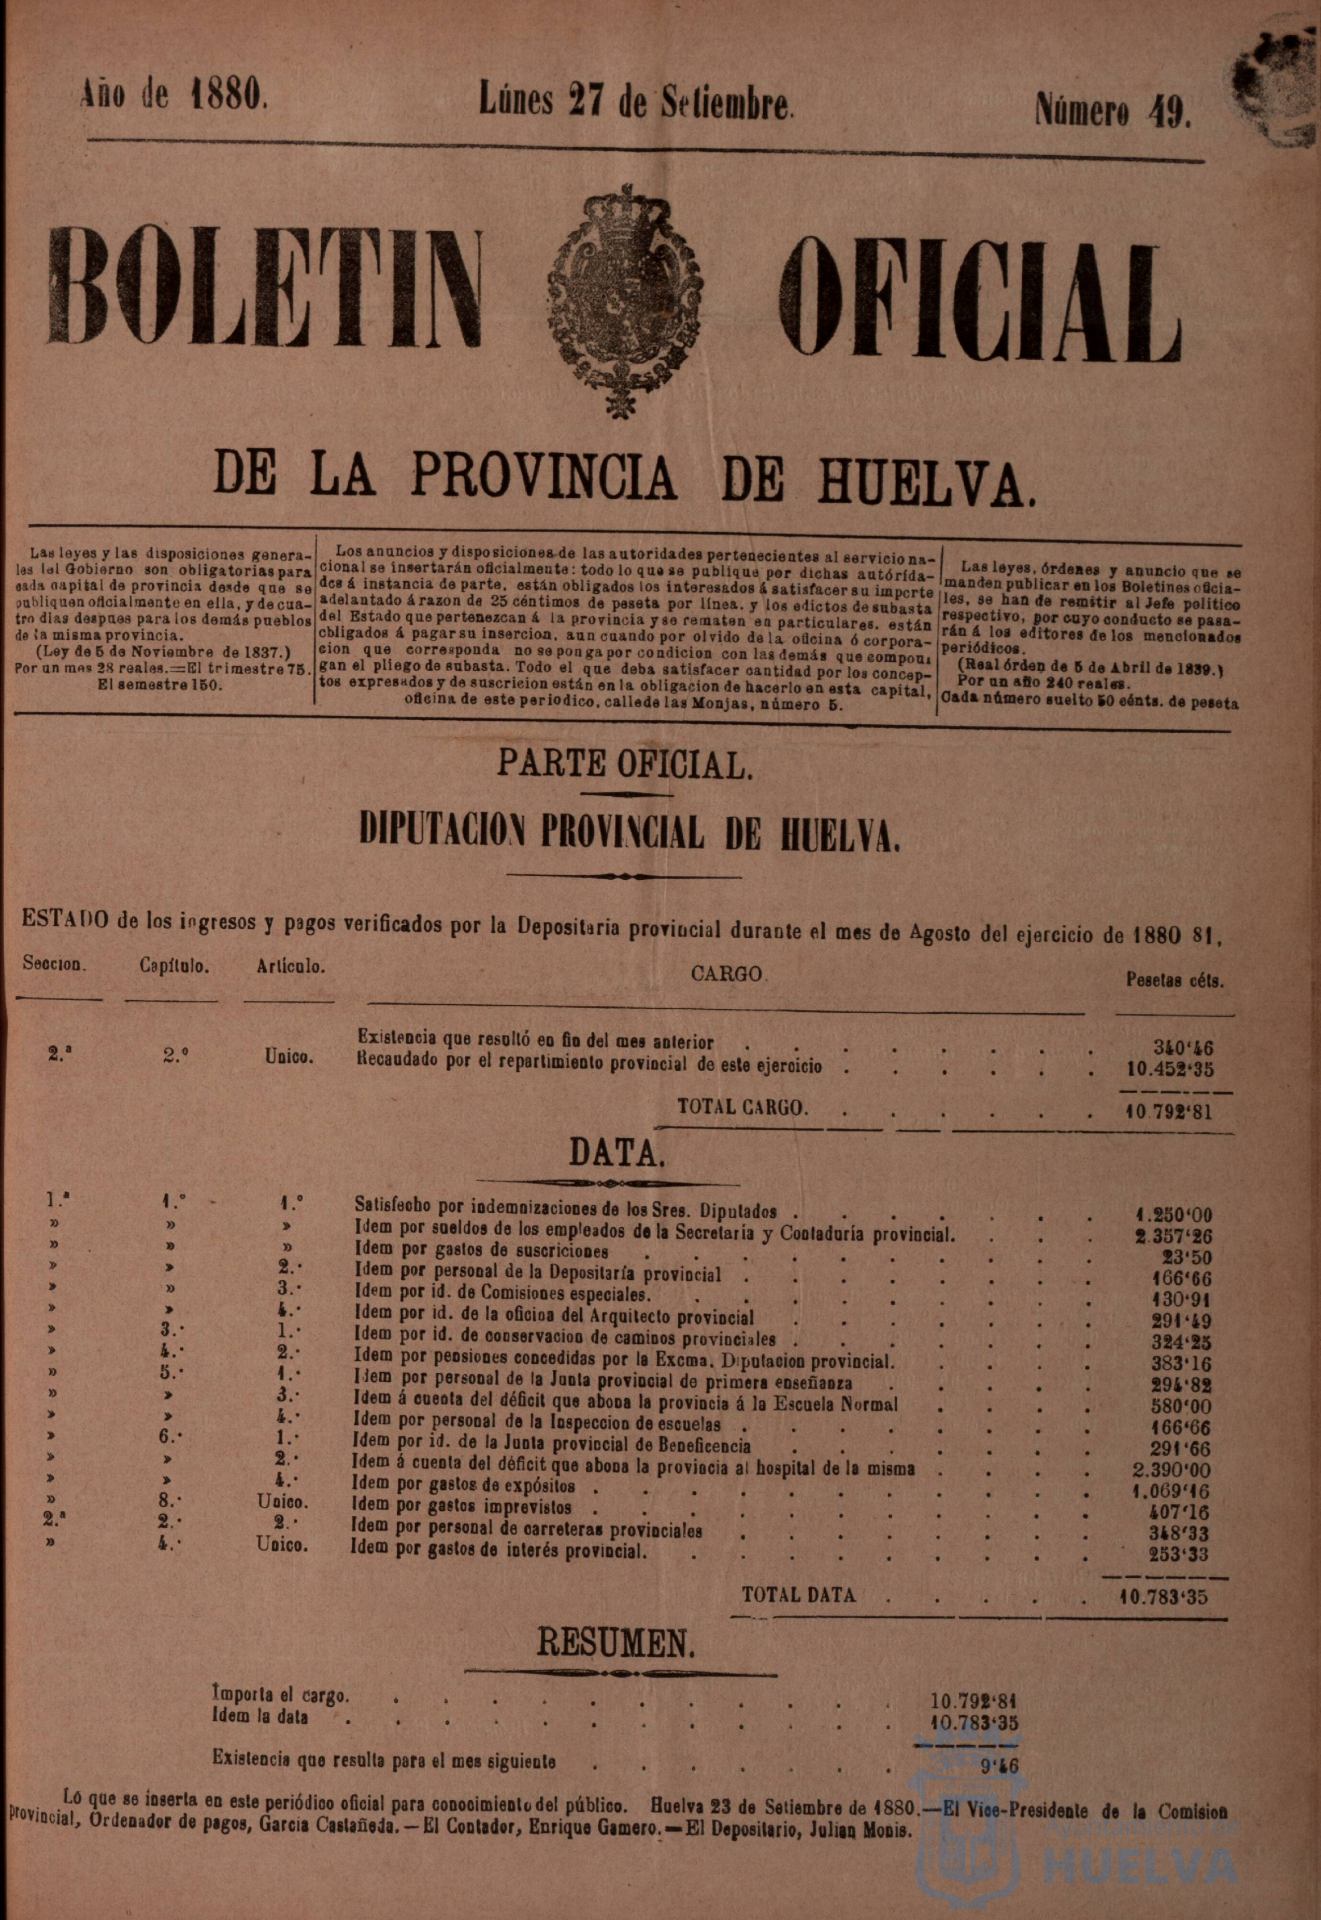 Año de 1880.
Lúnes 27 de Setiembre.
Número 49.
BOLETIN OFICIAL
DE LA PROVINCIA DE HUELVA.
Las leyes y las disposiciones genera-
les del Gobierno son obligatorias para
cada capital de provincia desde que se
publiquen oficialmente en ella, y de cua-
tro dias despues para los demás pueblos
de la misma provincia.
(Ley de 5 de Noviembre de 1837.)
Por un mes 28 reales.=El trimestre 75.
El semestre 150.
Los anuncios y disposiciones de las autoridades pertenecientes al servicio na-
cional se insertarán oficialmente: todo lo que se publique por dichas autórida-
des á instancia de parte, están obligados los interesados á satisfacer su importe
adelantado á razon de 25 céntimos de peseta por línea, y los edictos de subasta
del Estado que pertenezcan á la provincia y se rematen en particulares, están
obligados á pagar su insercion, aun cuando por olvido de la oficina ó corpora-
cion que corresponda no se ponga por condicion con las demás que compon-
gan el pliego de subasta. Todo el que deba satisfacer cantidad por los concep-
tos expresados y de suscricion están en la obligacion de hacerlo en esta capital,
oficina de este periodico, calle de las Monjas, número 5.
Las leyes, órdenes y anuncio que se
manden publicar en los Boletines oficia-
les, se han de remitir al Jefe politico
respectivo, por cuyo conducto se pasa-
rán á los editores de los mencionados
periódicos.
(Real órden de 5 de Abril de 1839.)
Por un año 240 reales.
Cada número suelto 50 cénts. de peseta
PARTE OFICIAL.
DIPUTACION PROVINCIAL DE HUELVA.
ESTADO de los ingresos y pagos verificados por la Depositaria provincial durante el mes de Agosto del ejercicio de 1880 81,
Seccion. Capítulo. Artículo. CARGO. Pesetas céts.
Existencia que resultó en fin del mes anterior . . . . . . . . 340‘46
2.ª 2.º Unico. Recaudado por el repartimiento provincial de este ejercicio . . . . . . 10.452‘35
TOTAL CARGO. . . . . . . 10.792‘81
DATA.
1.ª 1.º 1.º Satisfecho por indemnizaciones de los Sres. Diputados . . . . . . . 1.250‘00
» » » Idem por sueldos de los empleados de la Secretaría y Contaduría provincial. . . . 2.357‘26
» » » Idem por gastos de suscriciones . . . . . . . . . . 23‘50
» » 2.· Idem por personal de la Depositaría provincial . . . . . . . . 166‘66
» » 3.· Idem por id. de Comisiones especiales. . . . . . . . . . 130‘91
» » 4.· Idem por id. de la oficina del Arquitecto provincial . . . . . . . 291‘49
» 3.· 1.· Idem por id. de conservacion de caminos provinciales . . . . . . . 324‘25
» 4.· 2.· Idem por pensiones concedidas por la Excma. Diputacion provincial. . . . . 383‘16
» 5.· 1.· Idem por personal de la Junta provincial de primera enseñanza . . . . . 294‘82
» » 3.· Idem á cuenta del déficit que abona la provincia á la Escuela Normal . . . . 580‘00
» » 4.· Idem por personal de la Inspeccion de escuelas . . . . . . . . 166‘66
» 6.· 1.· Idem por id. de la Junta provincial de Beneficencia . . . . . . . 291‘66
» » 2.· Idem á cuenta del déficit que abona la provincia al hospital de la misma . . . . 2.390‘00
» » 4.· Idem por gastos de expósitos . . . . . . . . . . . 1.069‘16
» 8.· Unico. Idem por gastos imprevistos . . . . . . . . . . . 407‘16
2.ª 2.· 2.· Idem por personal de carreteras provinciales . . . . . . . . 348‘33
» 4.· Unico. Idem por gastos de interés provincial. . . . . . . . . . 253‘33
TOTAL DATA . . . . . 10.783‘35
RESUMEN.
Importa el cargo. . . . . . . . . . . . 10.792‘81
Idem la data . . . . . . . . . . . . 10.783‘35
Existencia que resulta para el mes siguiente . . . . . . . 9‘46
Lo que se inserta en este periódico oficial para conocimiento del público. Huelva 23 de Setiembre de 1880.—El Vice-Presidente de la Comision
provincial, Ordenador de pagos, Garcia Castañeda.—El Contador, Enrique Gamero.—El Depositario, Julian Monis.
Ayuntamiento de
HUELVA